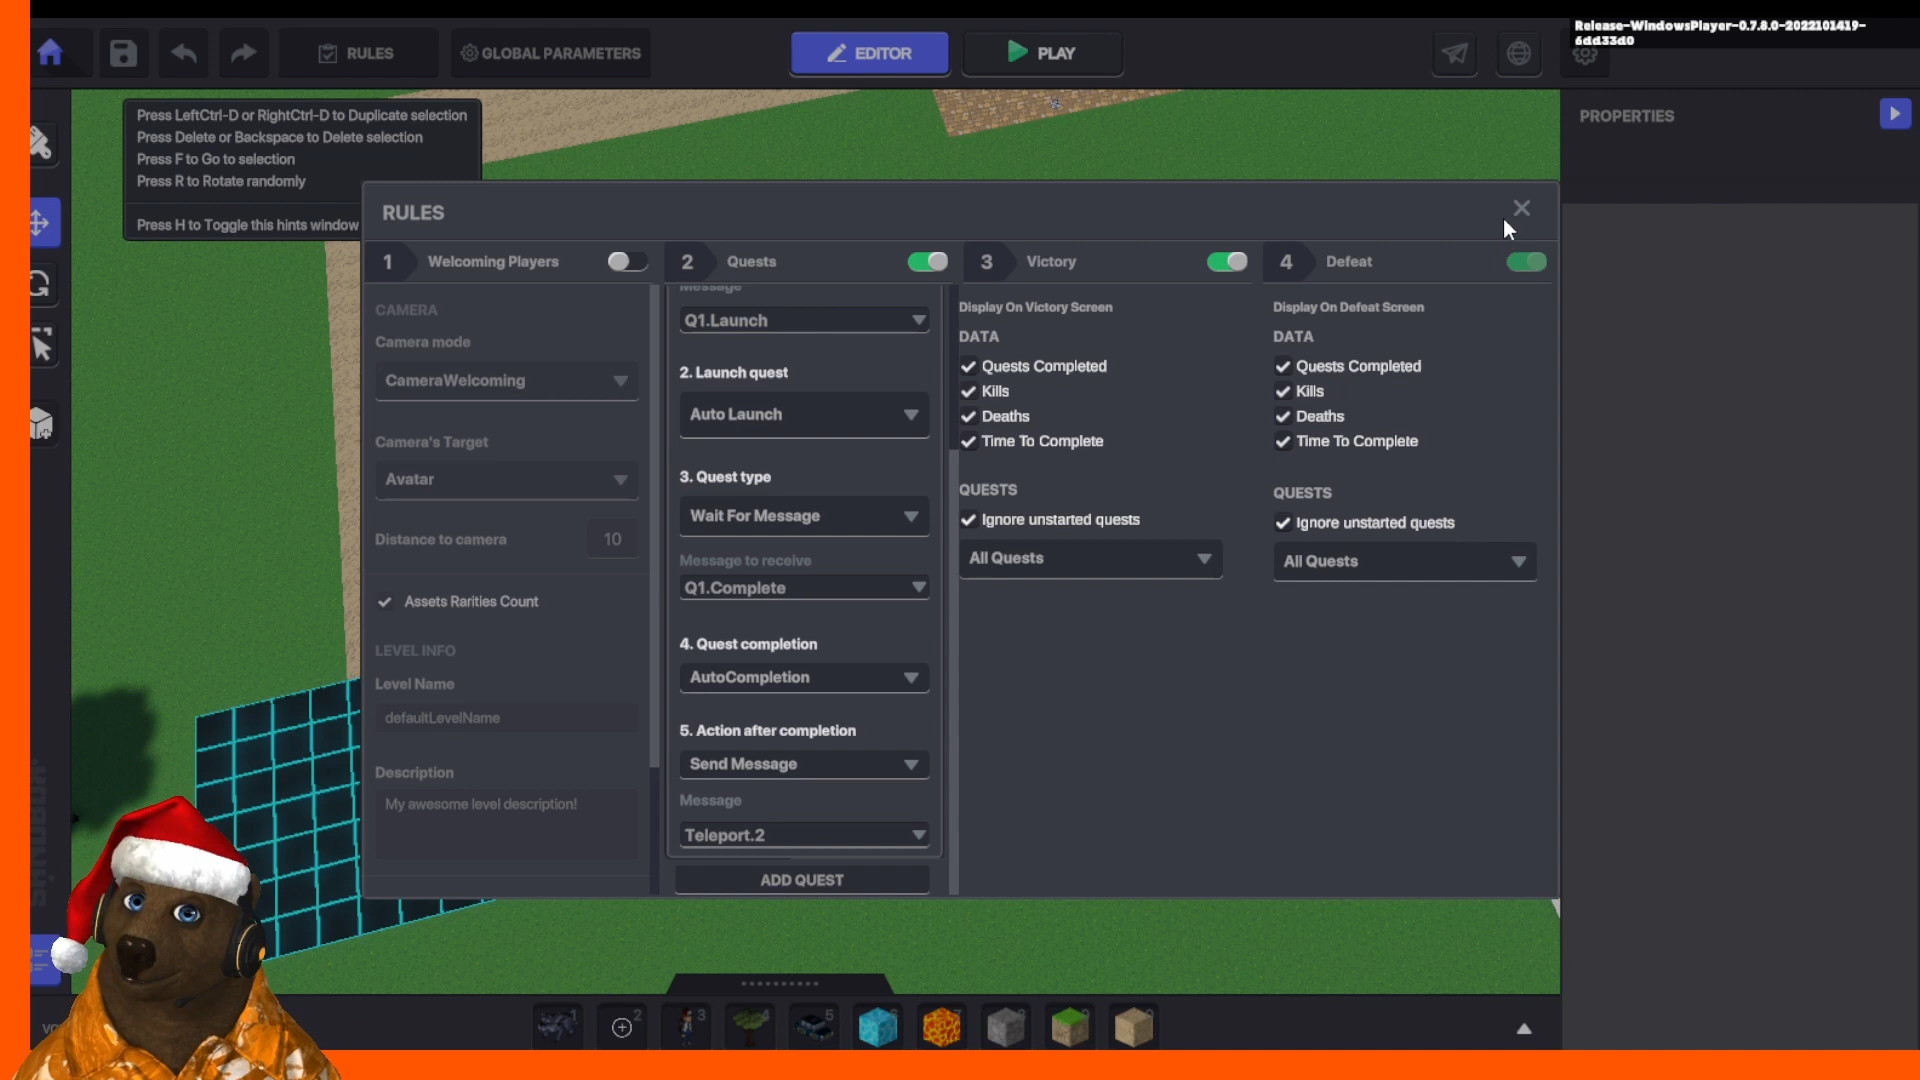 Release-WindowsPlayer-0.7.8.0-2022101419-
6dd33d0
RULES
GLOBAL PARAMETERS
EDITOR
PLAY
PROPERTIES
Press LeftCtrl-D or RightCtrl-D to Duplicate selection
Press Delete or Backspace to Delete selection
Press F to Go to selection
Press R to Rotate randomly
Press H to Toggle this hints window
RULES
1 Welcoming Players
CAMERA
Camera mode
CameraWelcoming
Camera's Target
Avatar
Distance to camera 10
Assets Rarities Count
LEVEL INFO
Level Name
defaultLevelName
Description
My awesome level description!
2 Quests
Message
Q1.Launch
2. Launch quest
Auto Launch
3. Quest type
Wait For Message
Message to receive
Q1.Complete
4. Quest completion
AutoCompletion
5. Action after completion
Send Message
Message
Teleport.2
ADD QUEST
3 Victory
Display On Victory Screen
DATA
Quests Completed
Kills
Deaths
Time To Complete
QUESTS
Ignore unstarted quests
All Quests
4 Defeat
Display On Defeat Screen
DATA
Quests Completed
Kills
Deaths
Time To Complete
QUESTS
Ignore unstarted quests
All Quests
2
3
5